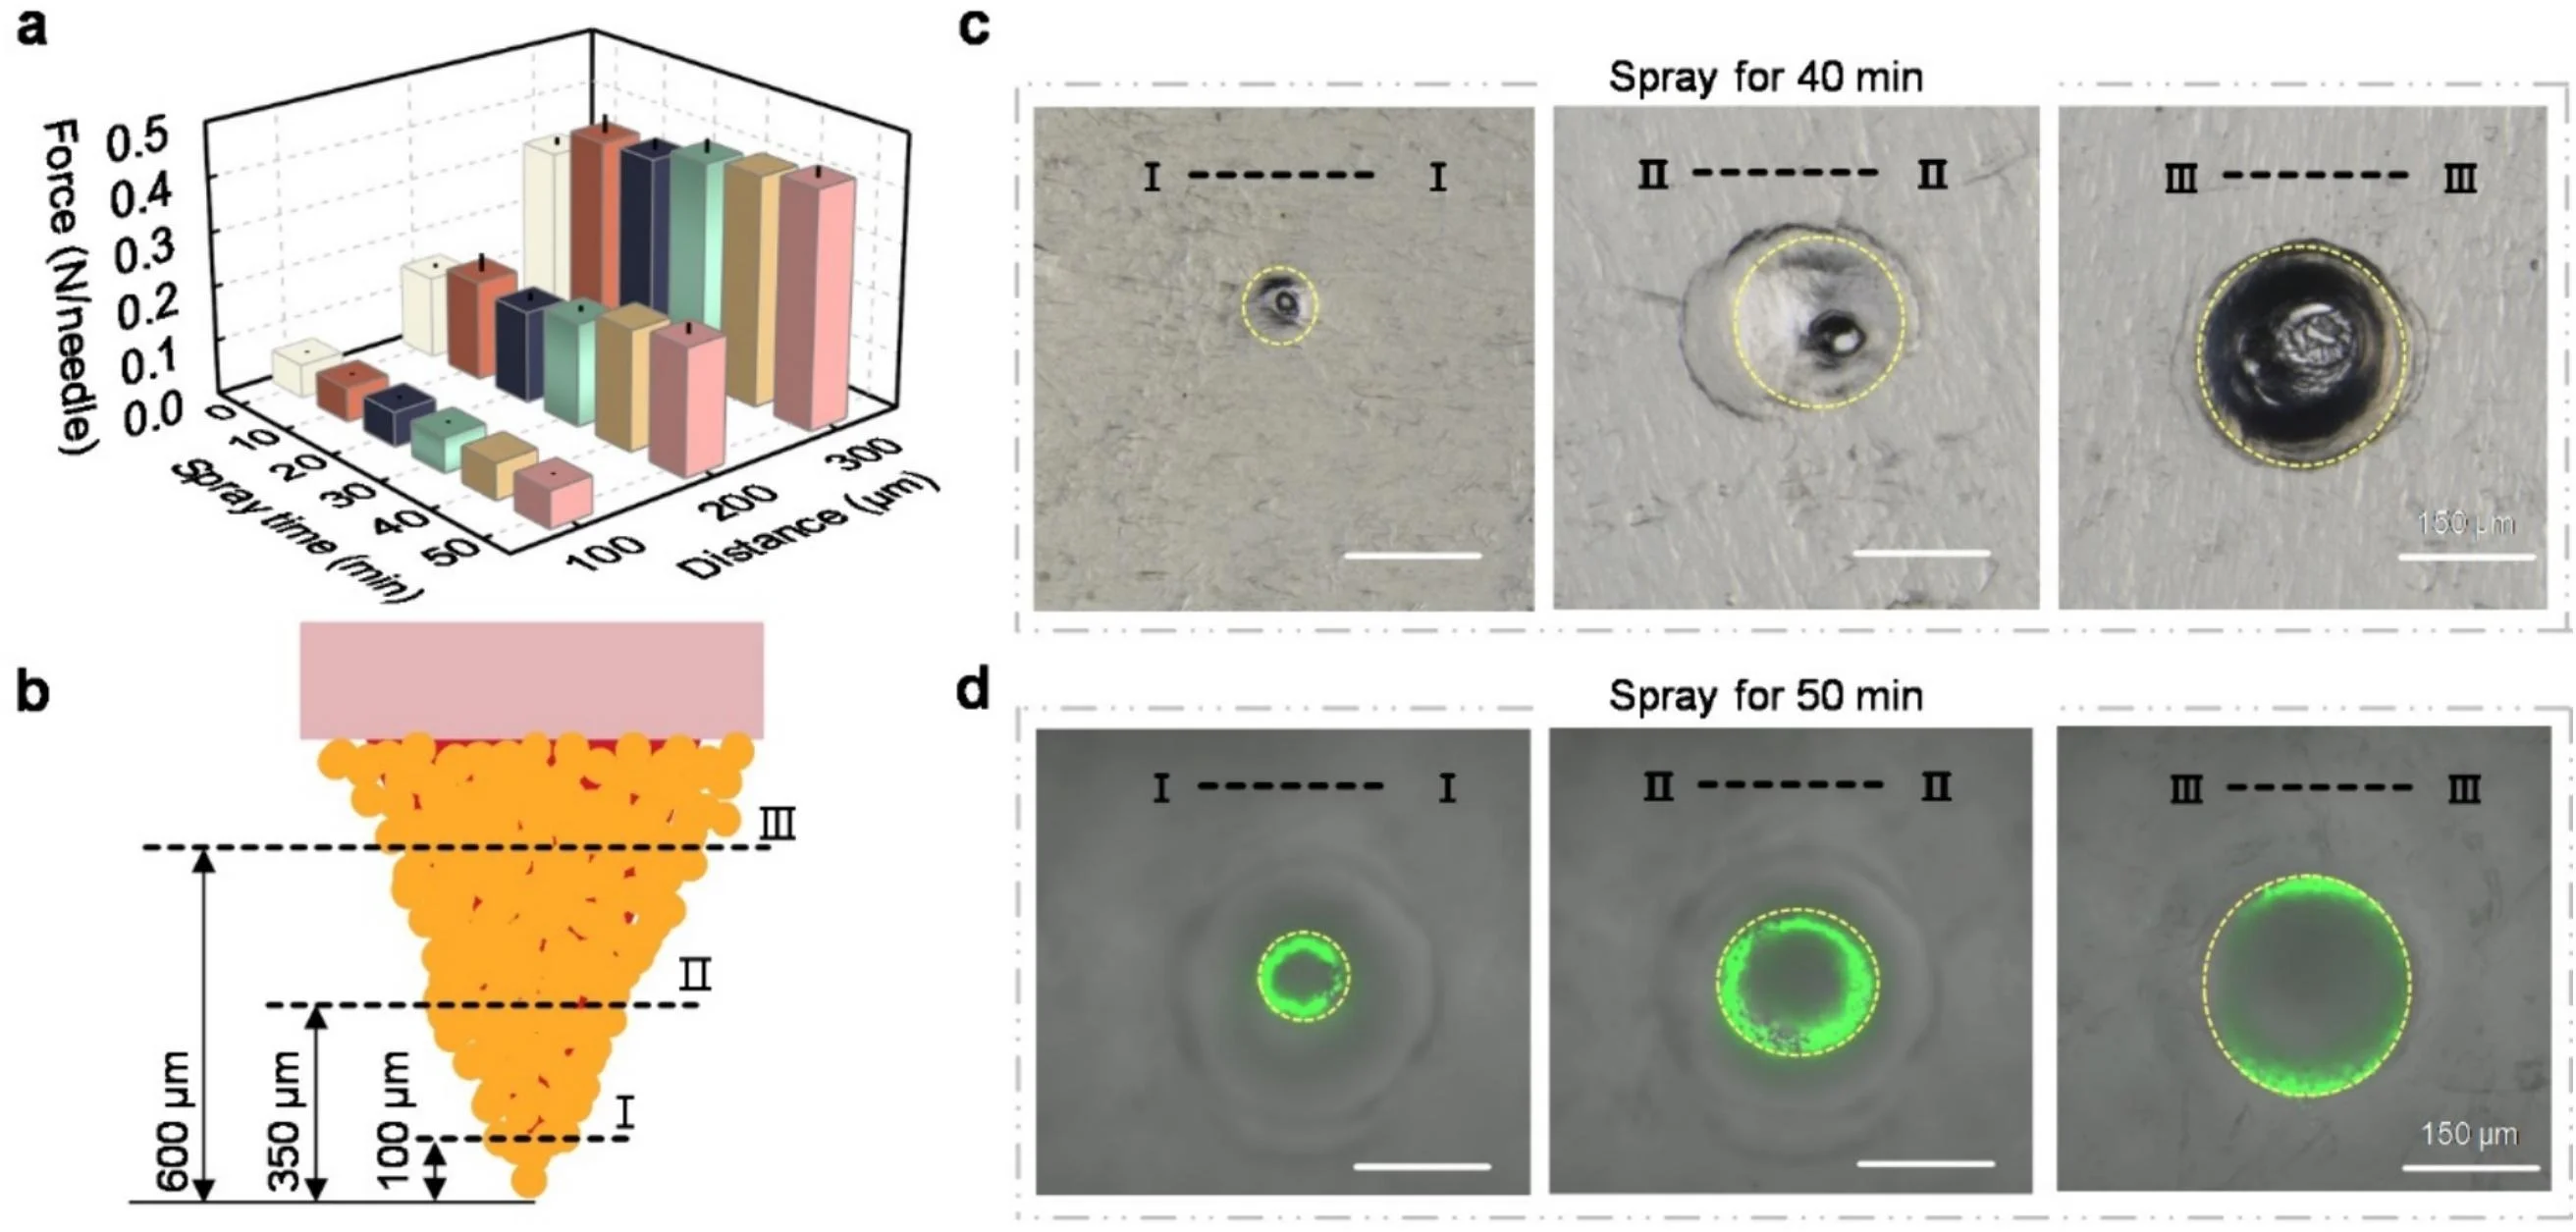 a
Force (N/needle)
0.5
0.4
0.3
0.2
0.1
0.0
0
10
20
30
40
50
Spray time (min)
100
200
300
Distance (μm)
b
III
II
I
600 μm
350 μm
100 μm
c
Spray for 40 min
I I
II II
III III
150 μm
d
Spray for 50 min
I I
II II
III III
150 μm